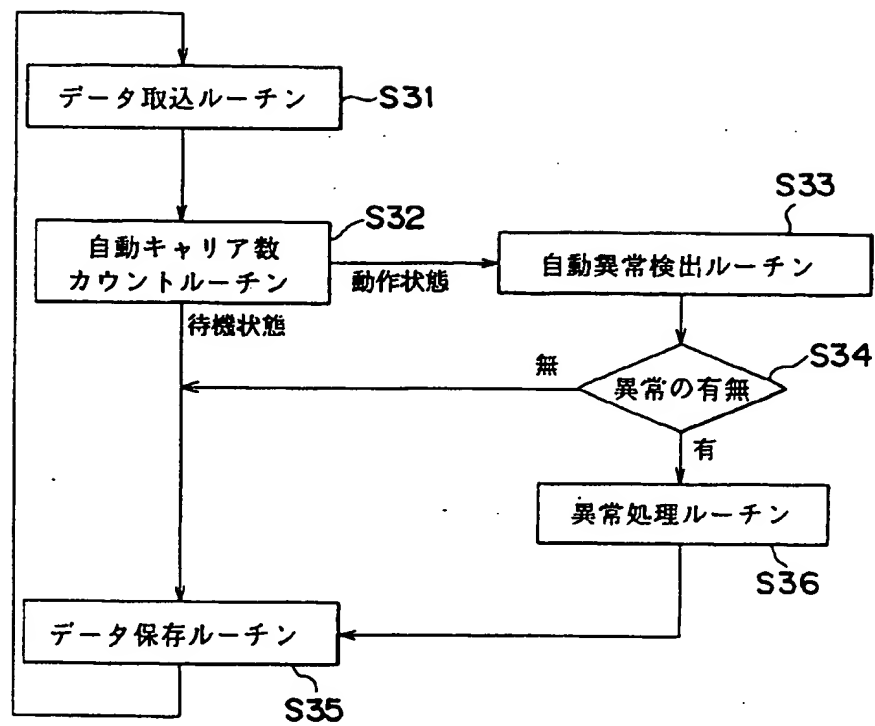 データ取込ルーチン
S31
S32
自動キャリア数
カウントルーチン
動作状態
待機状態
S33
自動異常検出ルーチン
S34
異常の有無
無
有
異常処理ルーチン
S36
データ保存ルーチン
S35